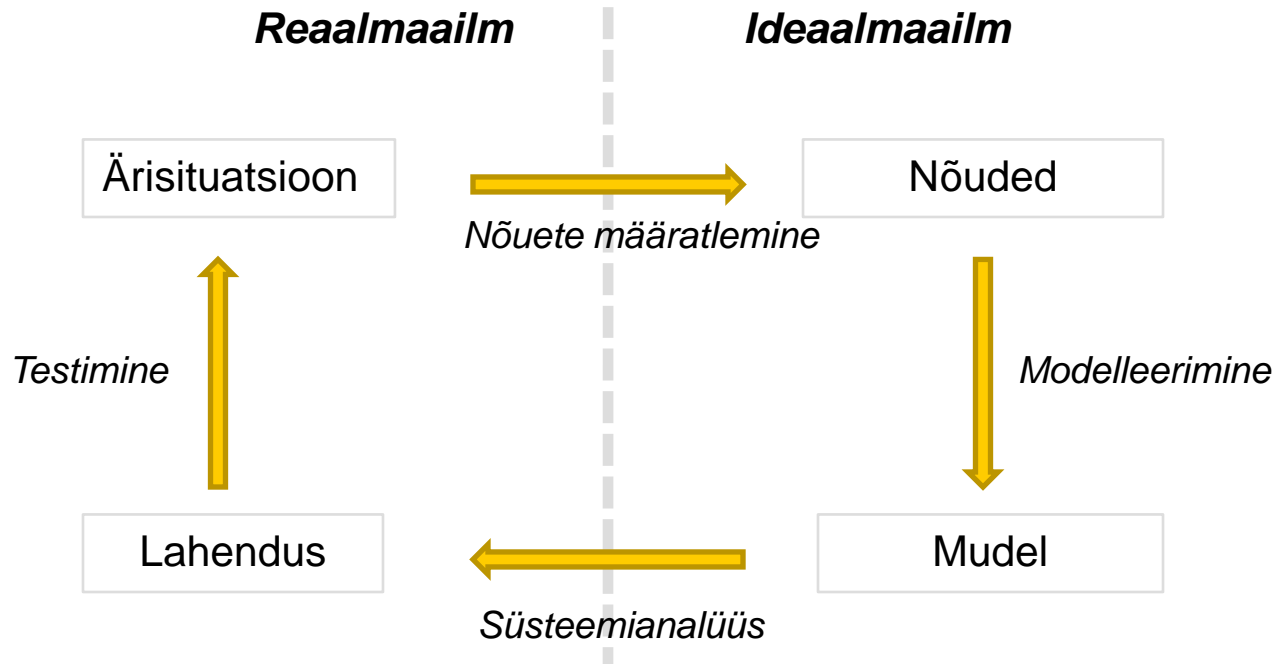 Reaalmaailm
Ideaalmaailm
Ärisituatsioon
Nõuded
Nõuete määratlemine
Testimine
Modelleerimine
Lahendus
Mudel
Süsteemianalüüs